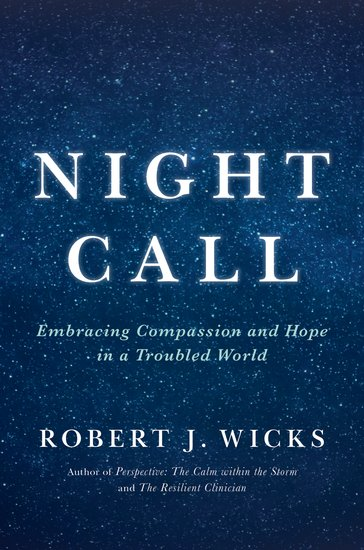 NIGHT
CALL
Embracing Compassion and Hope
in a Troubled World
ROBERT J. WICKS
Author of Perspective: The Calm within the Storm
and The Resilient Clinician